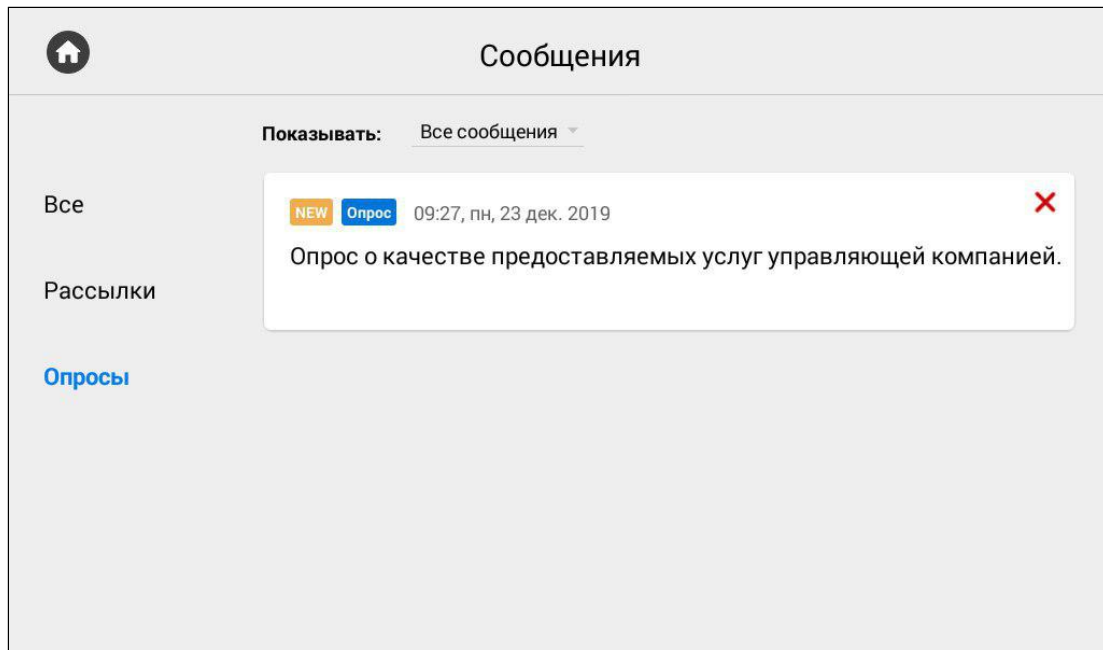 Сообщения
Показывать: Все сообщения
Все
Рассылки
Опросы
NEW Опрос 09:27, пн, 23 дек. 2019
Опрос о качестве предоставляемых услуг управляющей компанией.